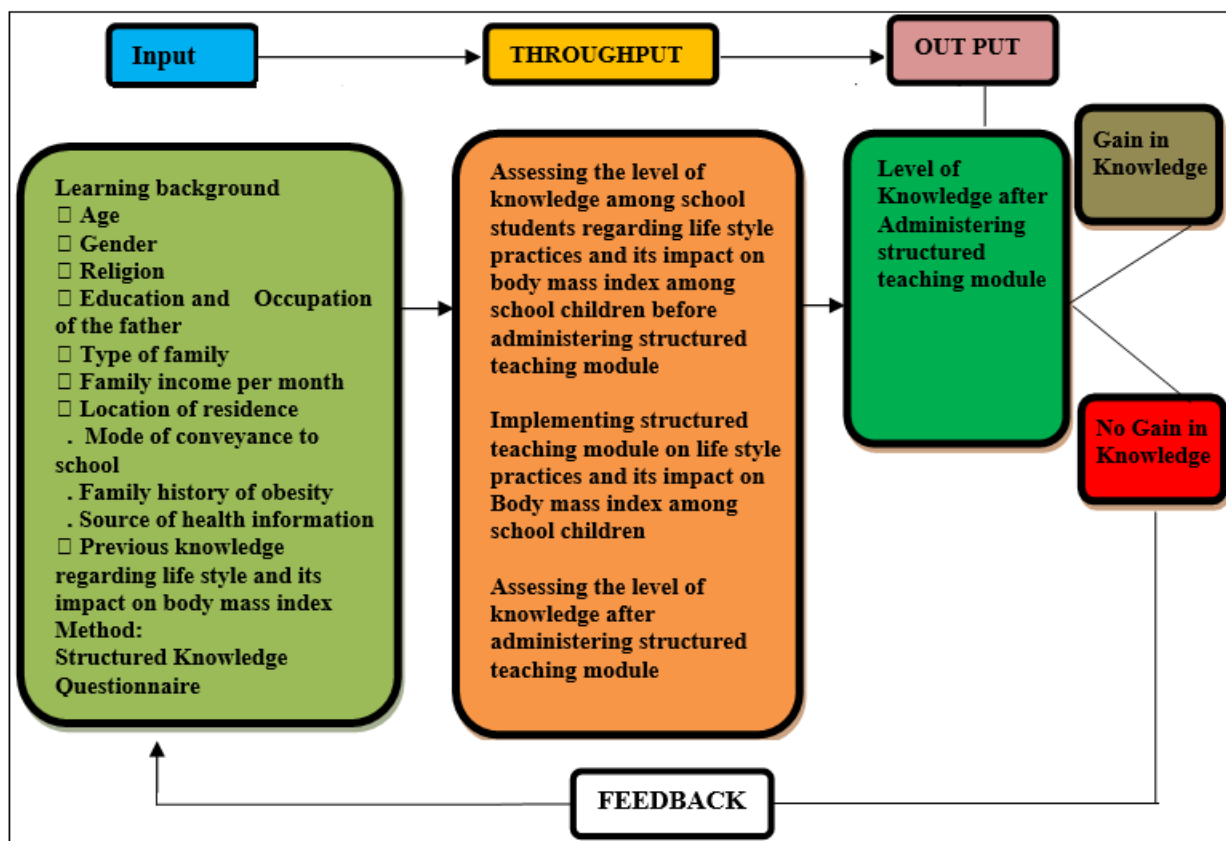 Input
THROUGHPUT
OUT PUT
Learning background
□ Age
□ Gender
□ Religion
□ Education and Occupation
of the father
□ Type of family
□ Family income per month
□ Location of residence
. Mode of conveyance to
school
. Family history of obesity
. Source of health information
□ Previous knowledge
regarding life style and its
impact on body mass index
Method:
Structured Knowledge
Questionnaire
Assessing the level of
knowledge among school
students regarding life style
practices and its impact on
body mass index among
school children before
administering structured
teaching module
Implementing structured
teaching module on life style
practices and its impact on
Body mass index among
school children
Assessing the level of
knowledge after
administering structured
teaching module
Level of
Knowledge after
Administering
structured
teaching module
Gain in
Knowledge
No Gain in
Knowledge
FEEDBACK